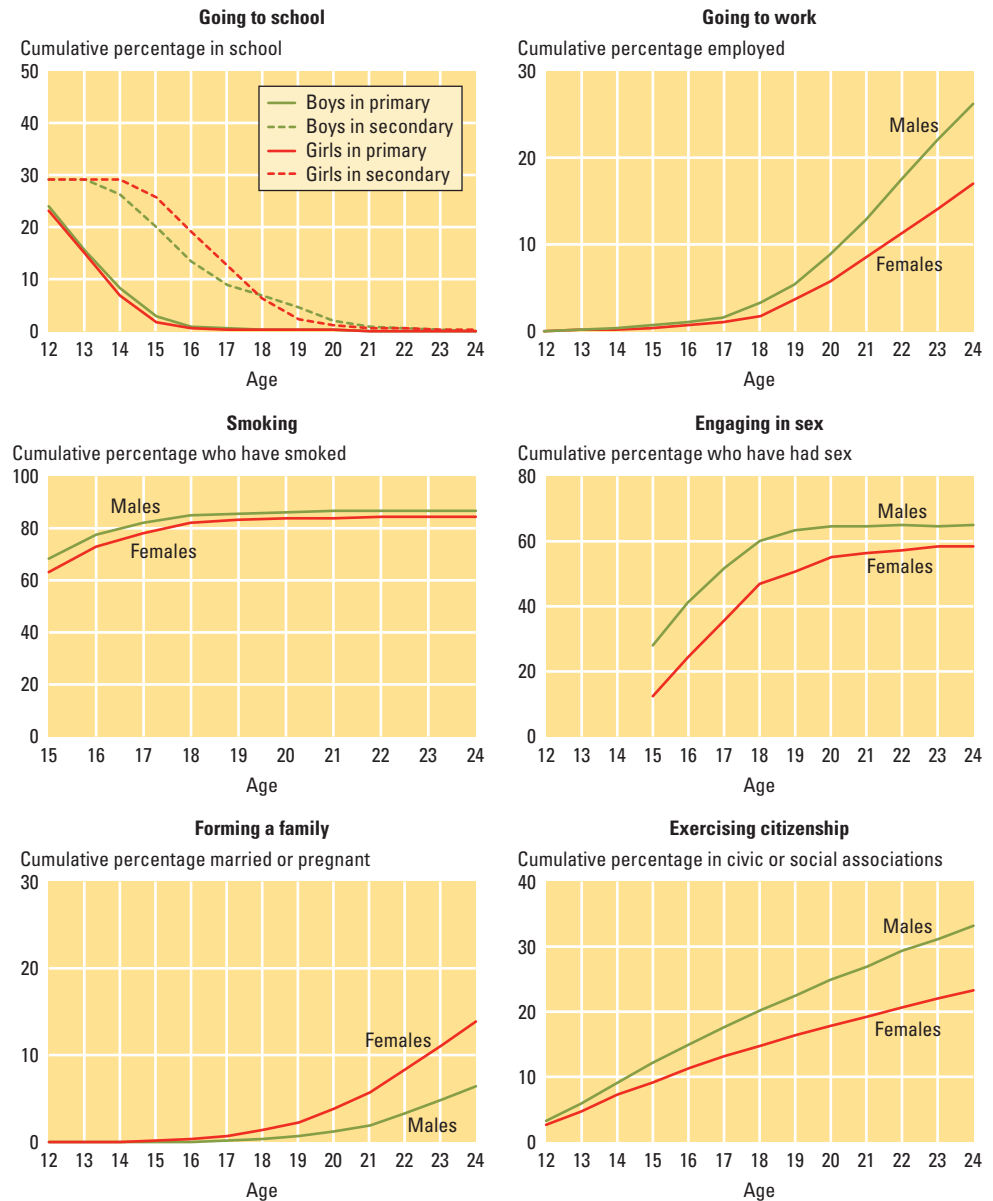 Going to school
Cumulative percentage in school
50
40
30
20
10
0
Boys in primary
Boys in secondary
Girls in primary
Girls in secondary
12 13 14 15 16 17 18 19 20 21 22 23 24
Age
Going to work
Cumulative percentage employed
30
20
10
0
Males
Females
12 13 14 15 16 17 18 19 20 21 22 23 24
Age
Smoking
Cumulative percentage who have smoked
100
80
60
40
20
0
Males
Females
15 16 17 18 19 20 21 22 23 24
Age
Engaging in sex
Cumulative percentage who have had sex
80
60
40
20
0
Males
Females
12 13 14 15 16 17 18 19 20 21 22 23 24
Age
Forming a family
Cumulative percentage married or pregnant
30
20
10
0
Females
Males
12 13 14 15 16 17 18 19 20 21 22 23 24
Age
Exercising citizenship
Cumulative percentage in civic or social associations
40
30
20
10
0
Males
Females
12 13 14 15 16 17 18 19 20 21 22 23 24
Age